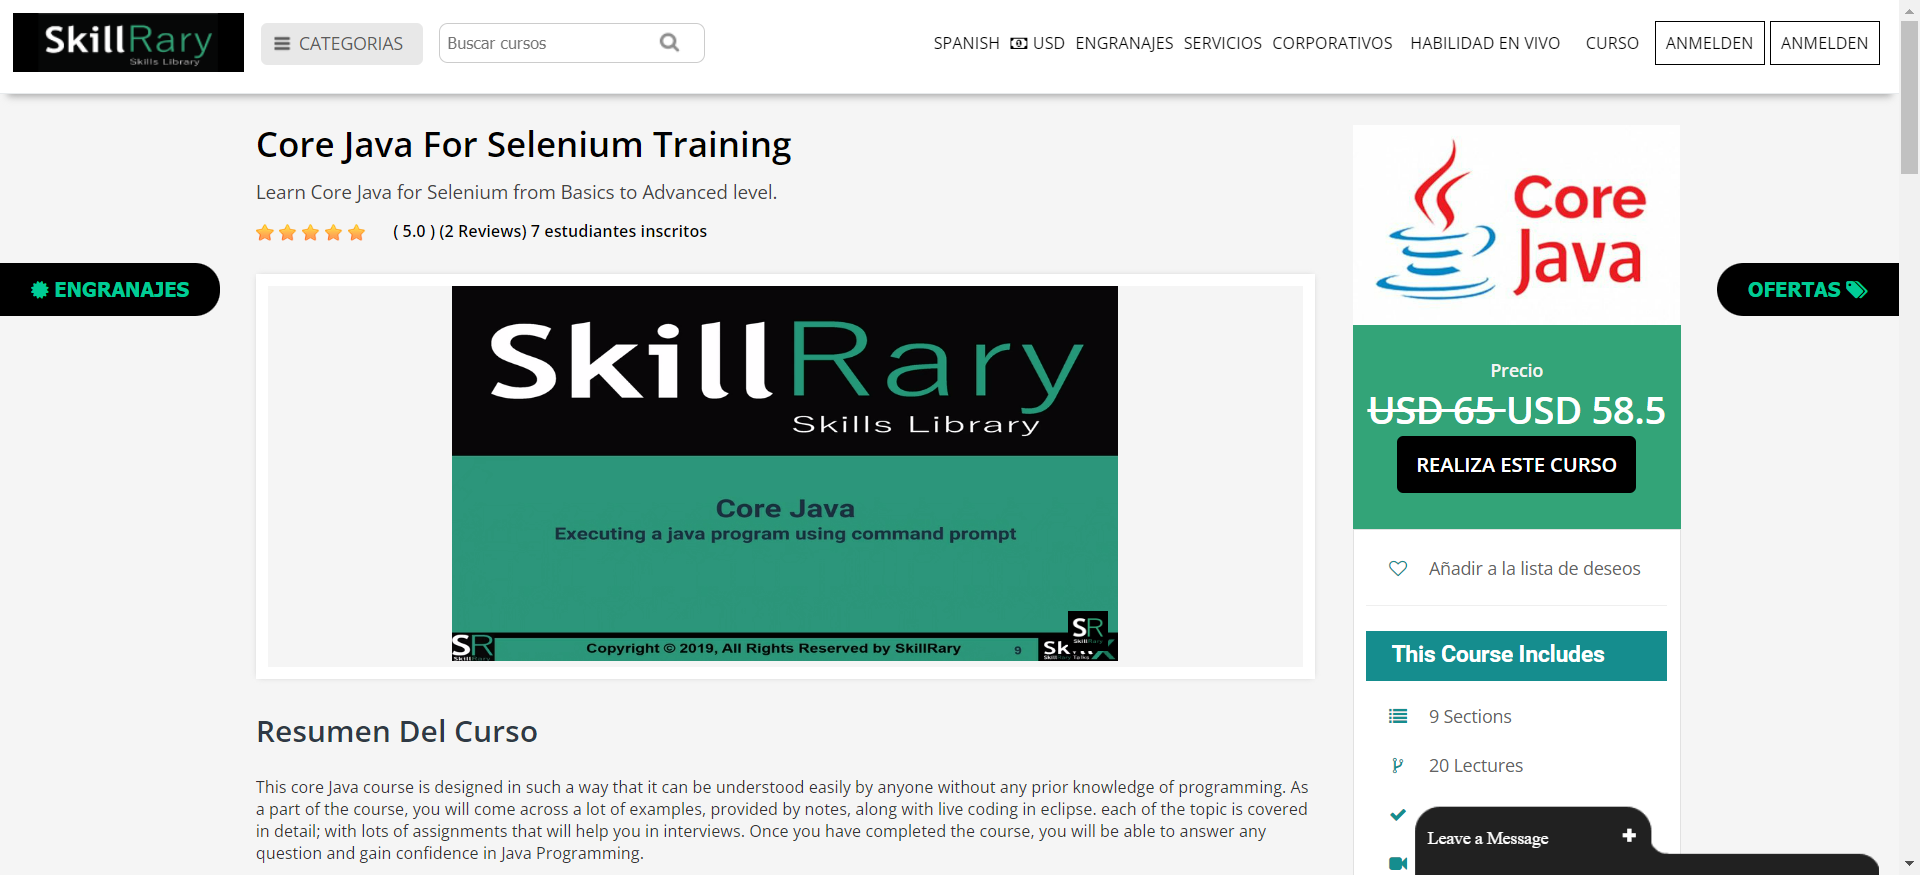 SkillRary
Skills Library
CATEGORIAS
Buscar cursos
SPANISH USD ENGRANAJES SERVICIOS CORPORATIVOS HABILIDAD EN VIVO CURSO ANMELDEN ANMELDEN
Core Java For Selenium Training
Learn Core Java for Selenium from Basics to Advanced level.
( 5.0 ) (2 Reviews) 7 estudiantes inscritos
ENGRANAJES
SkillRary
Skills Library
Core Java
Executing a java program using command prompt
SR
SkillRary
Copyright © 2019, All Rights Reserved by SkillRary
9
SR
SkillRary
Resumen Del Curso
This core Java course is designed in such a way that it can be understood easily by anyone without any prior knowledge of programming. As
a part of the course, you will come across a lot of examples, provided by notes, along with live coding in eclipse. each of the topic is covered
in detail; with lots of assignments that will help you in interviews. Once you have completed the course, you will be able to answer any
question and gain confidence in Java Programming.
Core
Java
OFERTAS
Precio
USD 65 USD 58.5
REALIZA ESTE CURSO
Añadir a la lista de deseos
This Course Includes
9 Sections
20 Lectures
Leave a Message